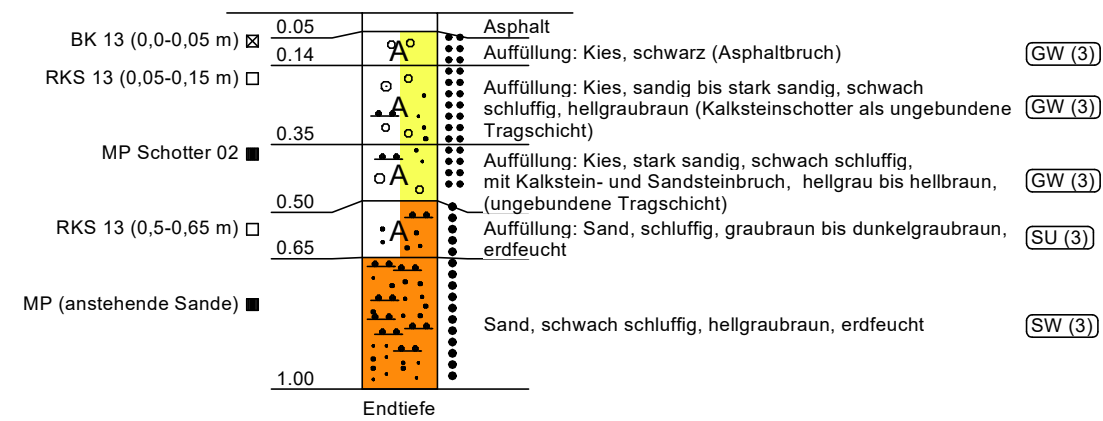 0.05
Asphalt
BK 13 (0,0-0,05 m)
A
0.14
Auffüllung: Kies, schwarz (Asphaltbruch)
GW (3)
RKS 13 (0,05-0,15 m)
A
Auffüllung: Kies, sandig bis stark sandig, schwach
schluffig, hellgraubraun (Kalksteinschotter als ungebundene
Tragschicht)
GW (3)
0.35
MP Schotter 02
A
Auffüllung: Kies, stark sandig, schwach schluffig,
mit Kalkstein- und Sandsteinbruch, hellgrau bis hellbraun,
(ungebundene Tragschicht)
GW (3)
0.50
RKS 13 (0,5-0,65 m)
A
Auffüllung: Sand, schluffig, graubraun bis dunkelgraubraun,
erdfeucht
SU (3)
0.65
MP (anstehende Sande)
Sand, schwach schluffig, hellgraubraun, erdfeucht
SW (3)
1.00
Endtiefe